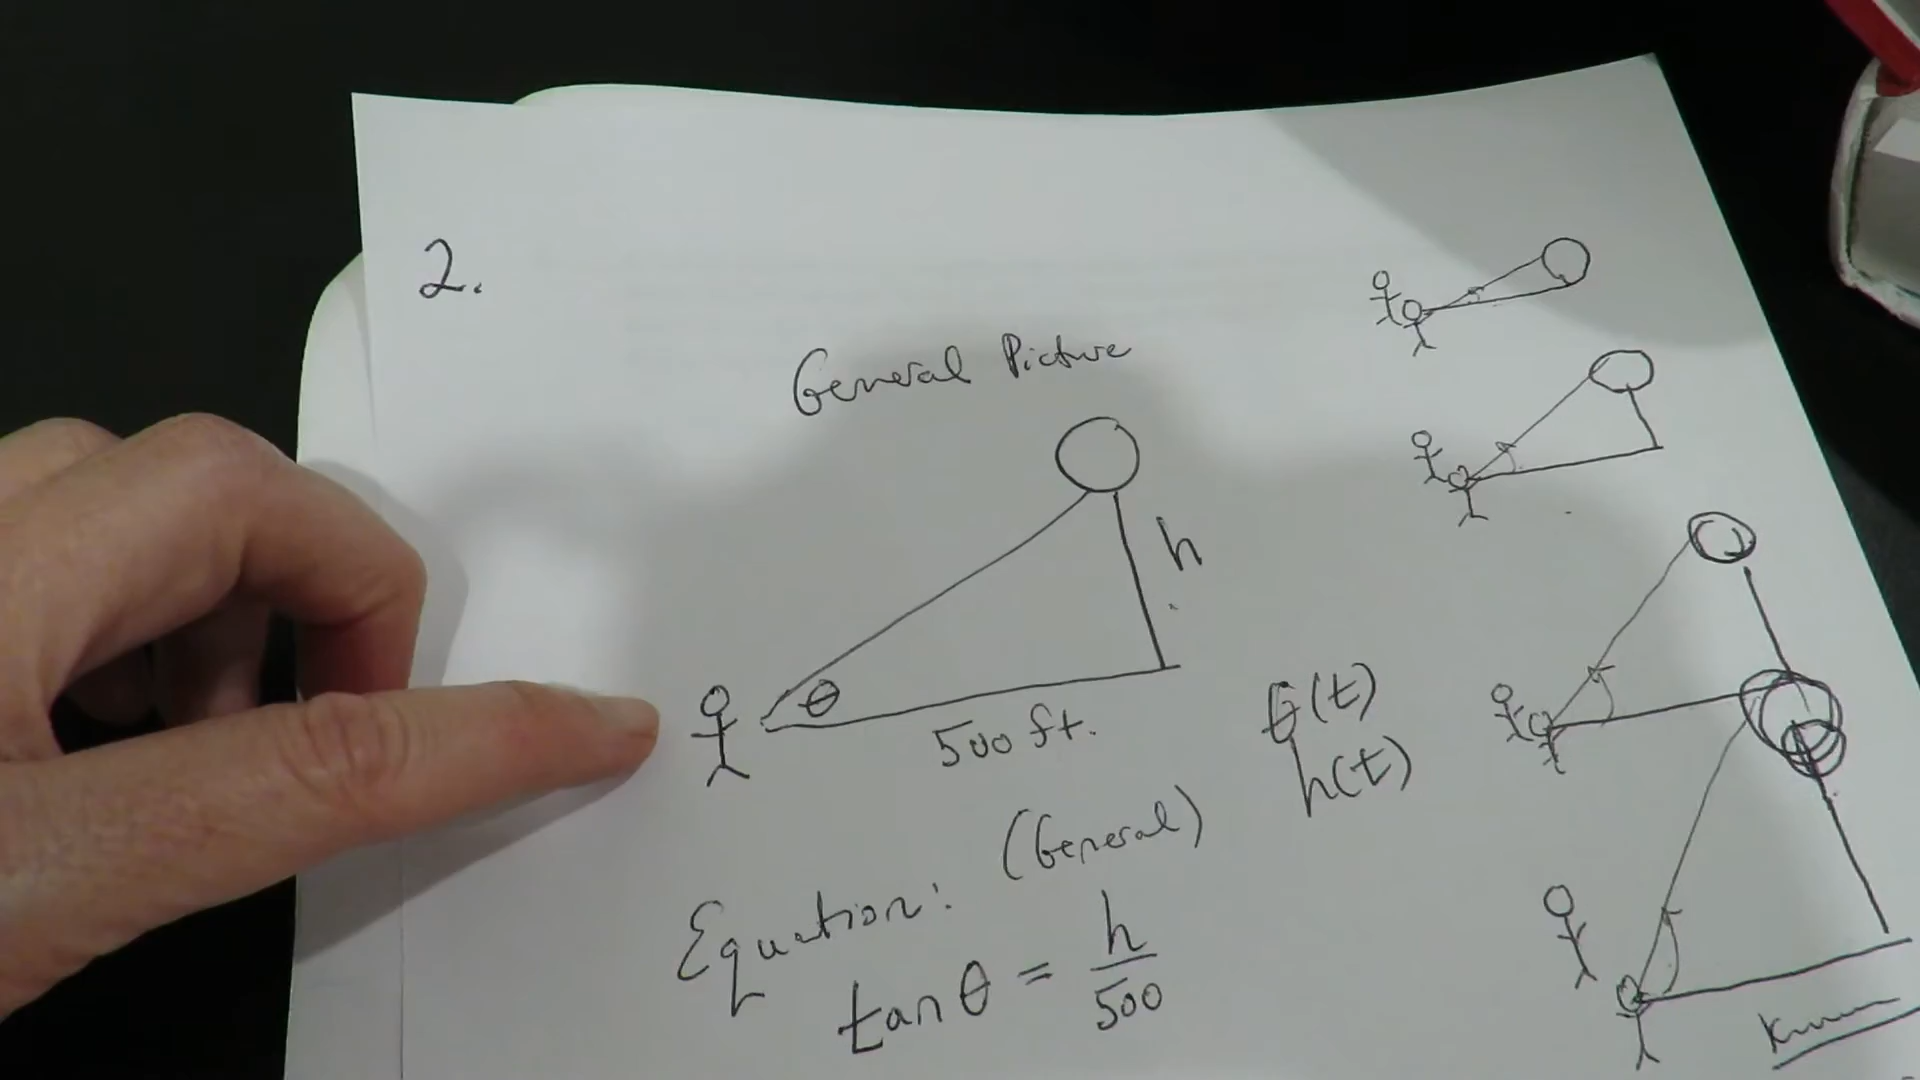 2.
General Picture
h
θ
500 ft.
θ(t)
h(t)
(General)
Equation:
tan θ = h/500